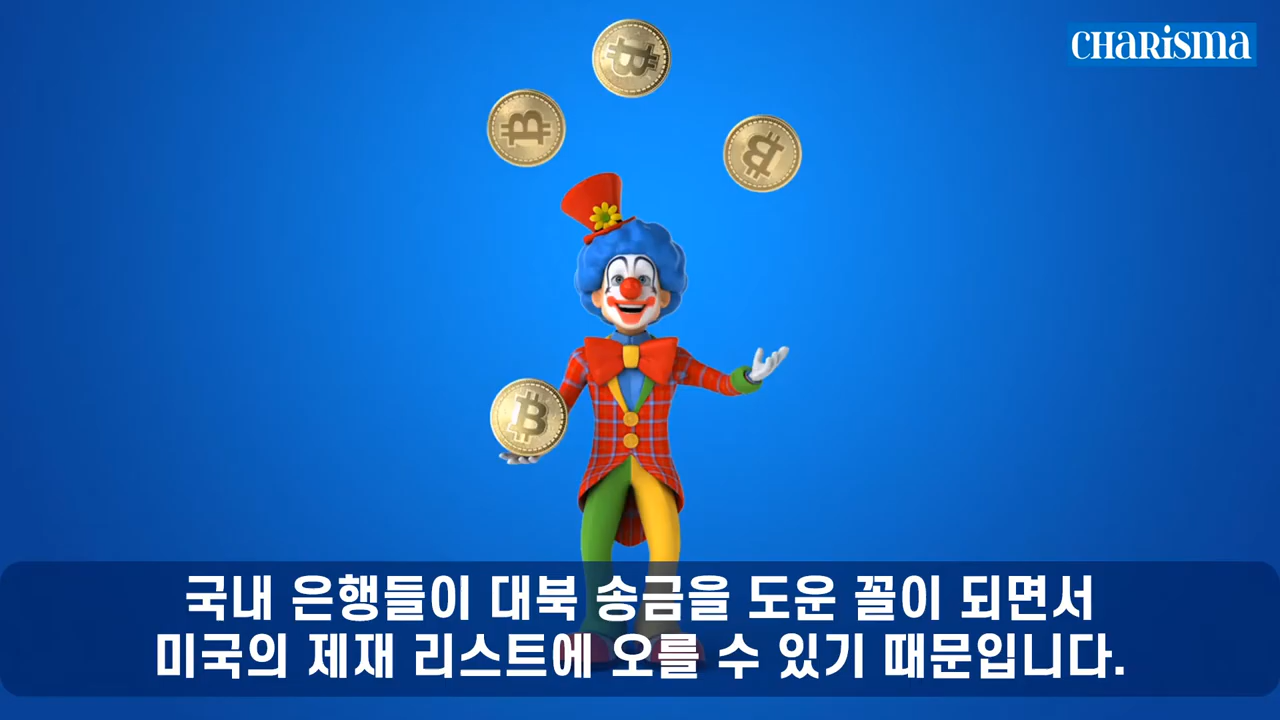 CHARiSMa
국내 은행들이 대북 송금을 도운 꼴이 되면서
미국의 제재 리스트에 오를 수 있기 때문입니다.